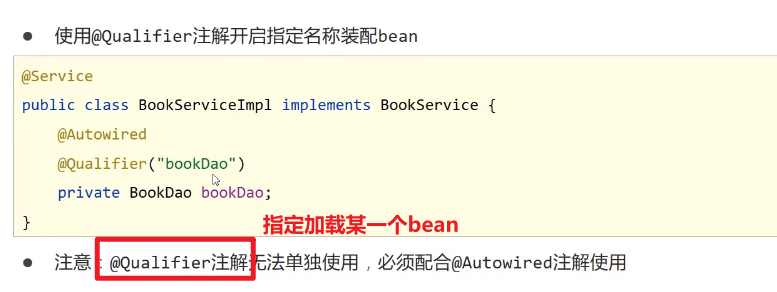 ● 使用@Qualifier注解开启指定名称装配bean
@Service
public class BookServiceImpl implements BookService {
@Autowired
@Qualifier("bookDao")
private BookDao bookDao;
}
指定加载某一个bean
● 注意：@Qualifier注解无法单独使用，必须配合@Autowired注解使用